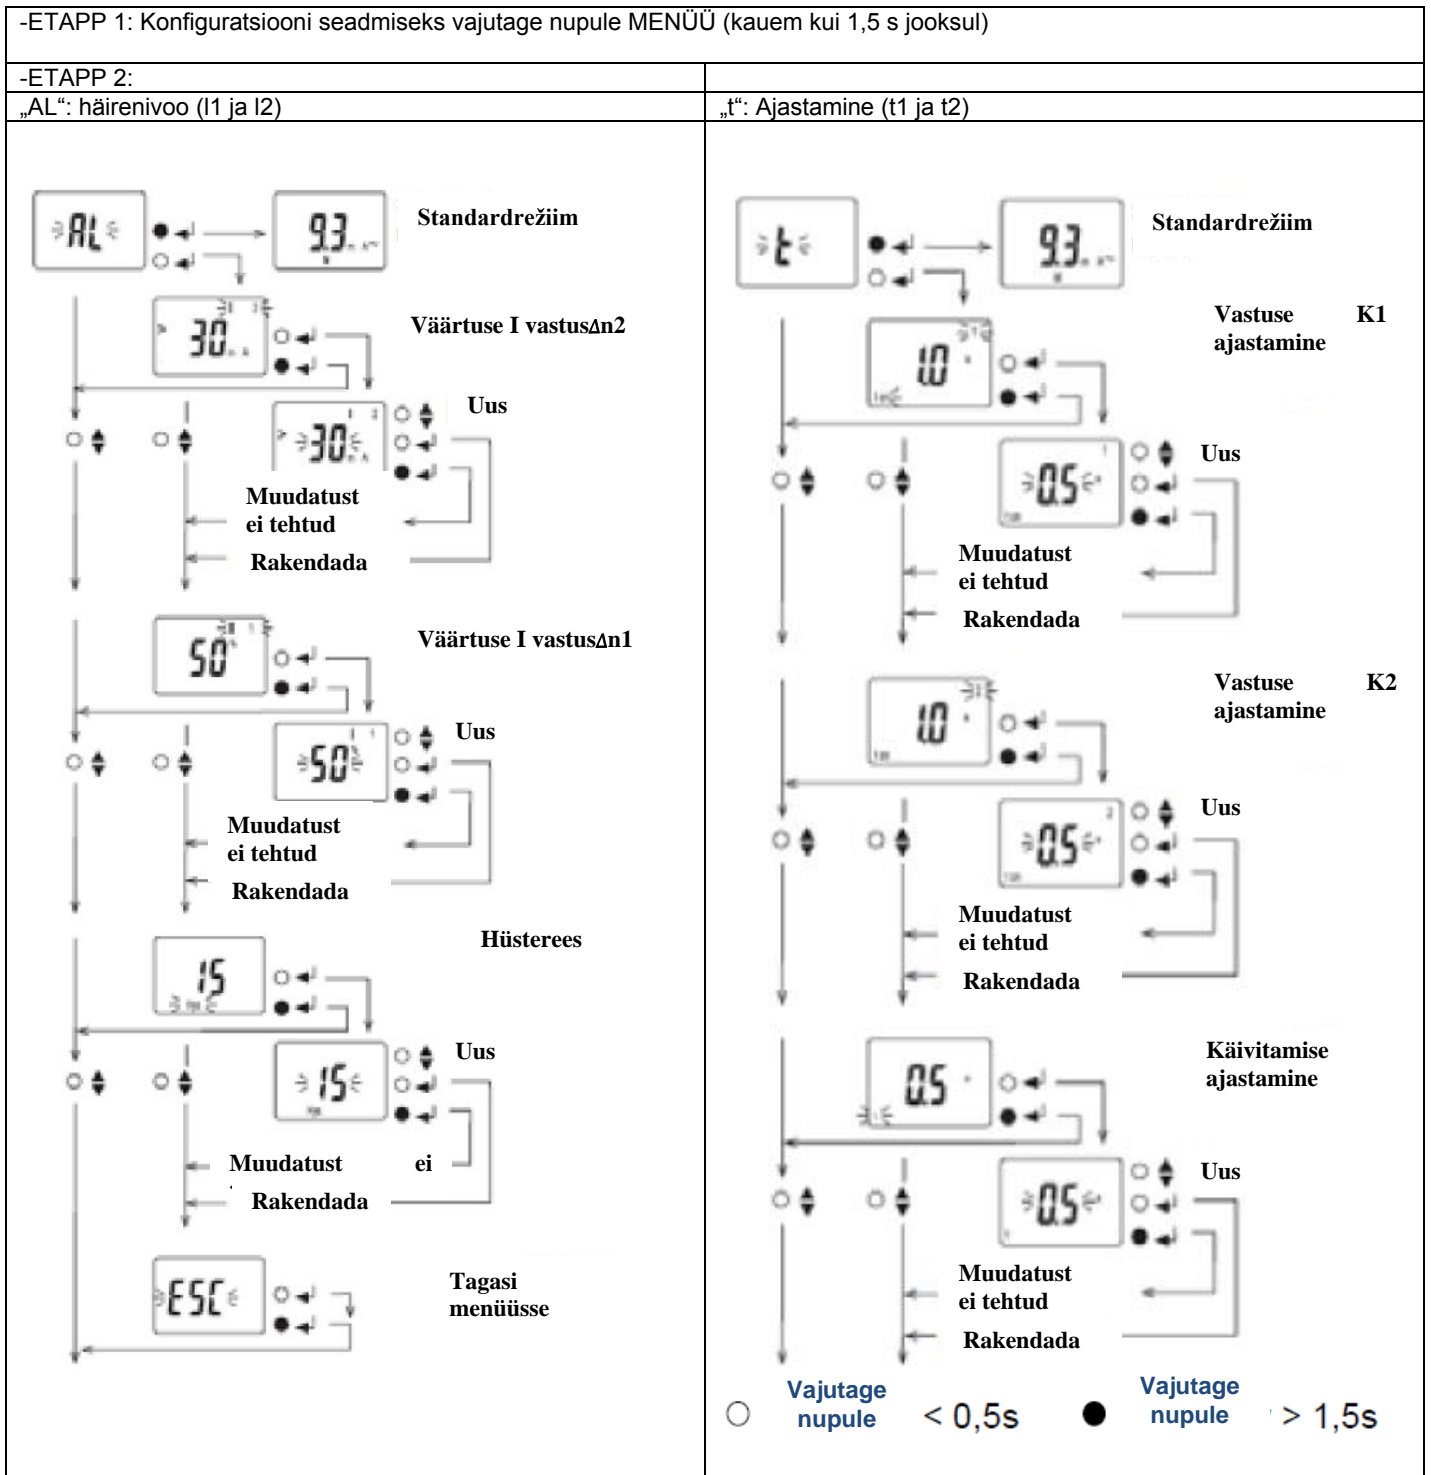 -ETAPP 1: Konfiguratsiooni seadmiseks vajutage nupule MENÜÜ (kauem kui 1,5 s jooksul)
-ETAPP 2:
„AL“: häirenivoo (I1 ja I2)
AL
9.3
Standardrežiim
30
Väärtuse I vastusΔn2
30
Uus
Muudatust
ei tehtud
Rakendada
50
Väärtuse I vastusΔn1
50
Uus
Muudatust
ei tehtud
Rakendada
15
Hüsterees
15
Uus
Muudatust ei
Rakendada
ESC
Tagasi
menüüsse
„t“: Ajastamine (t1 ja t2)
t
9.3
Standardrežiim
1.0
Vastuse K1
ajastamine
0.5
Uus
Muudatust
ei tehtud
Rakendada
1.0
Vastuse K2
ajastamine
0.5
Uus
Muudatust
ei tehtud
Rakendada
0.5
Käivitamise
ajastamine
0.5
Uus
Muudatust
ei tehtud
Rakendada
Vajutage
nupule < 0,5s
Vajutage
nupule > 1,5s